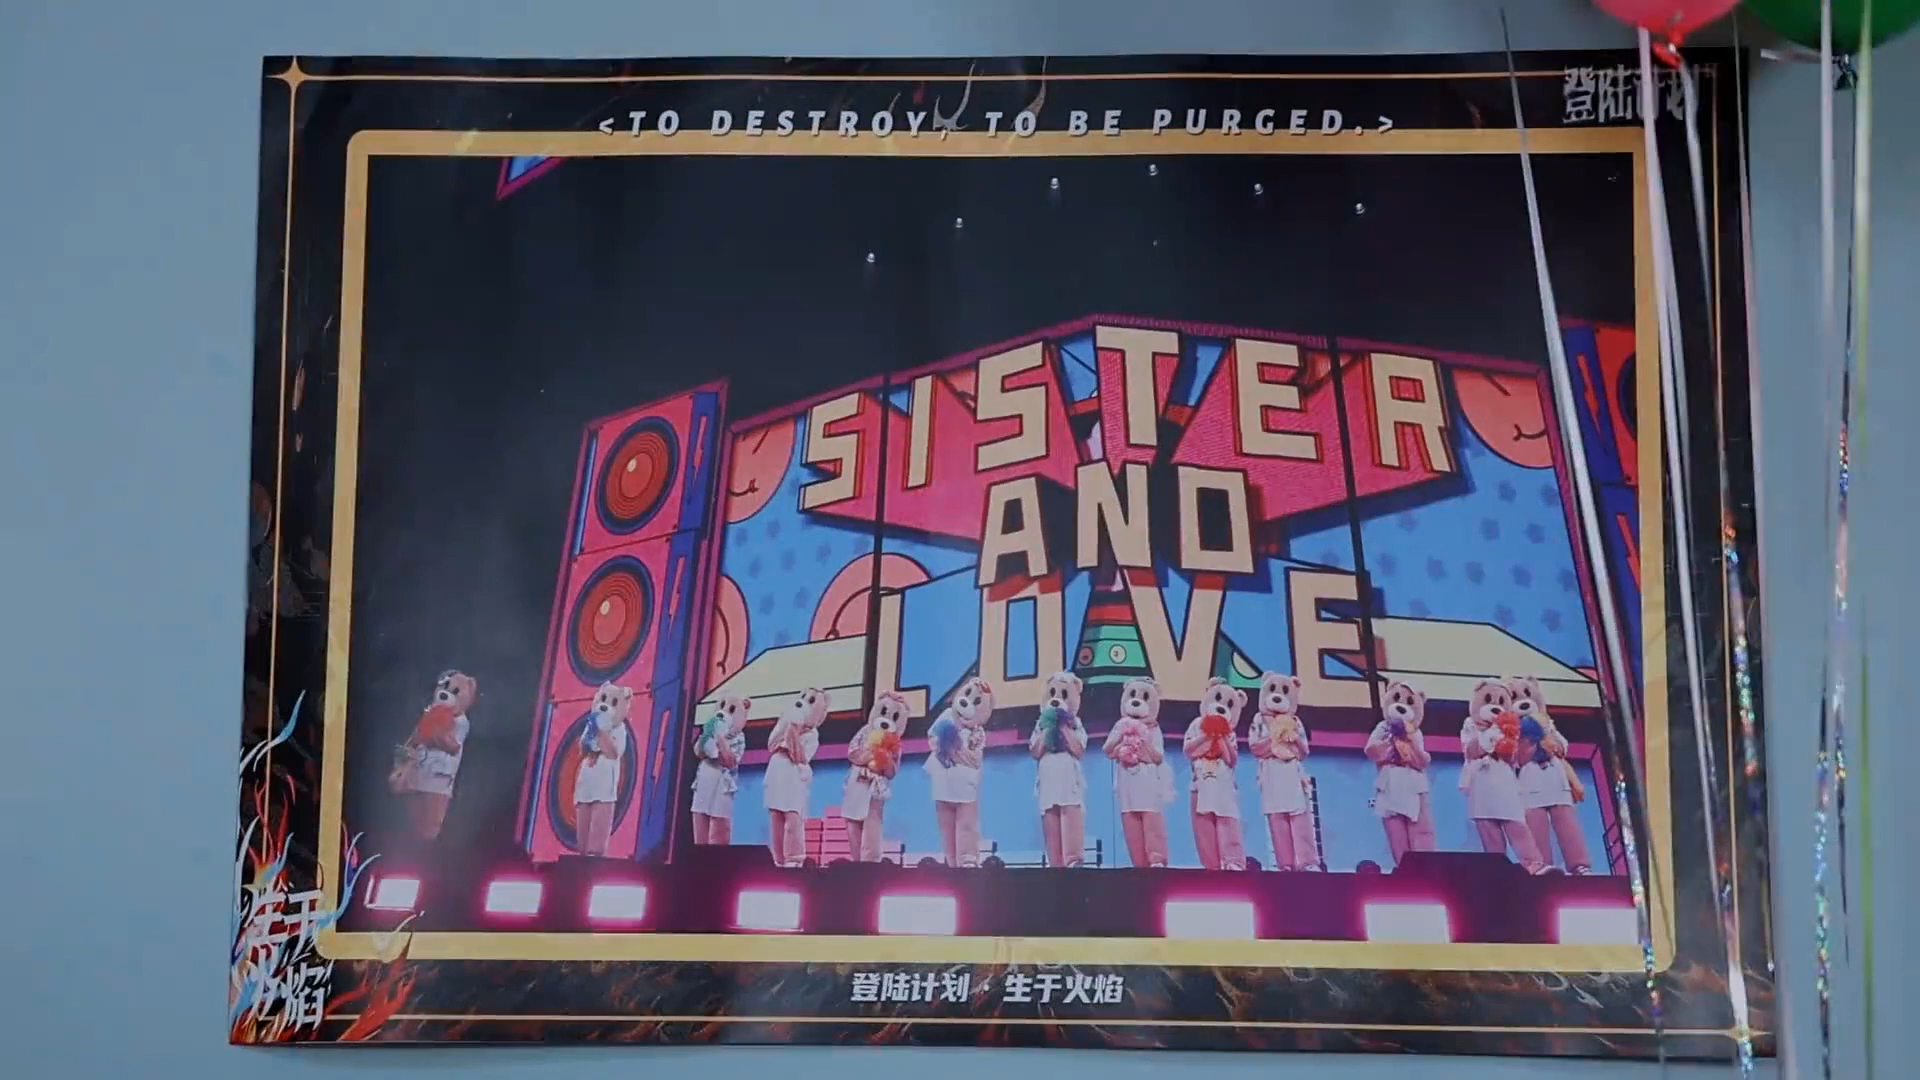 登陆计划
<TO DESTROY, TO BE PURGED.>
SISTER
AND
LOVE
生于
火焰
登陆计划·生于火焰